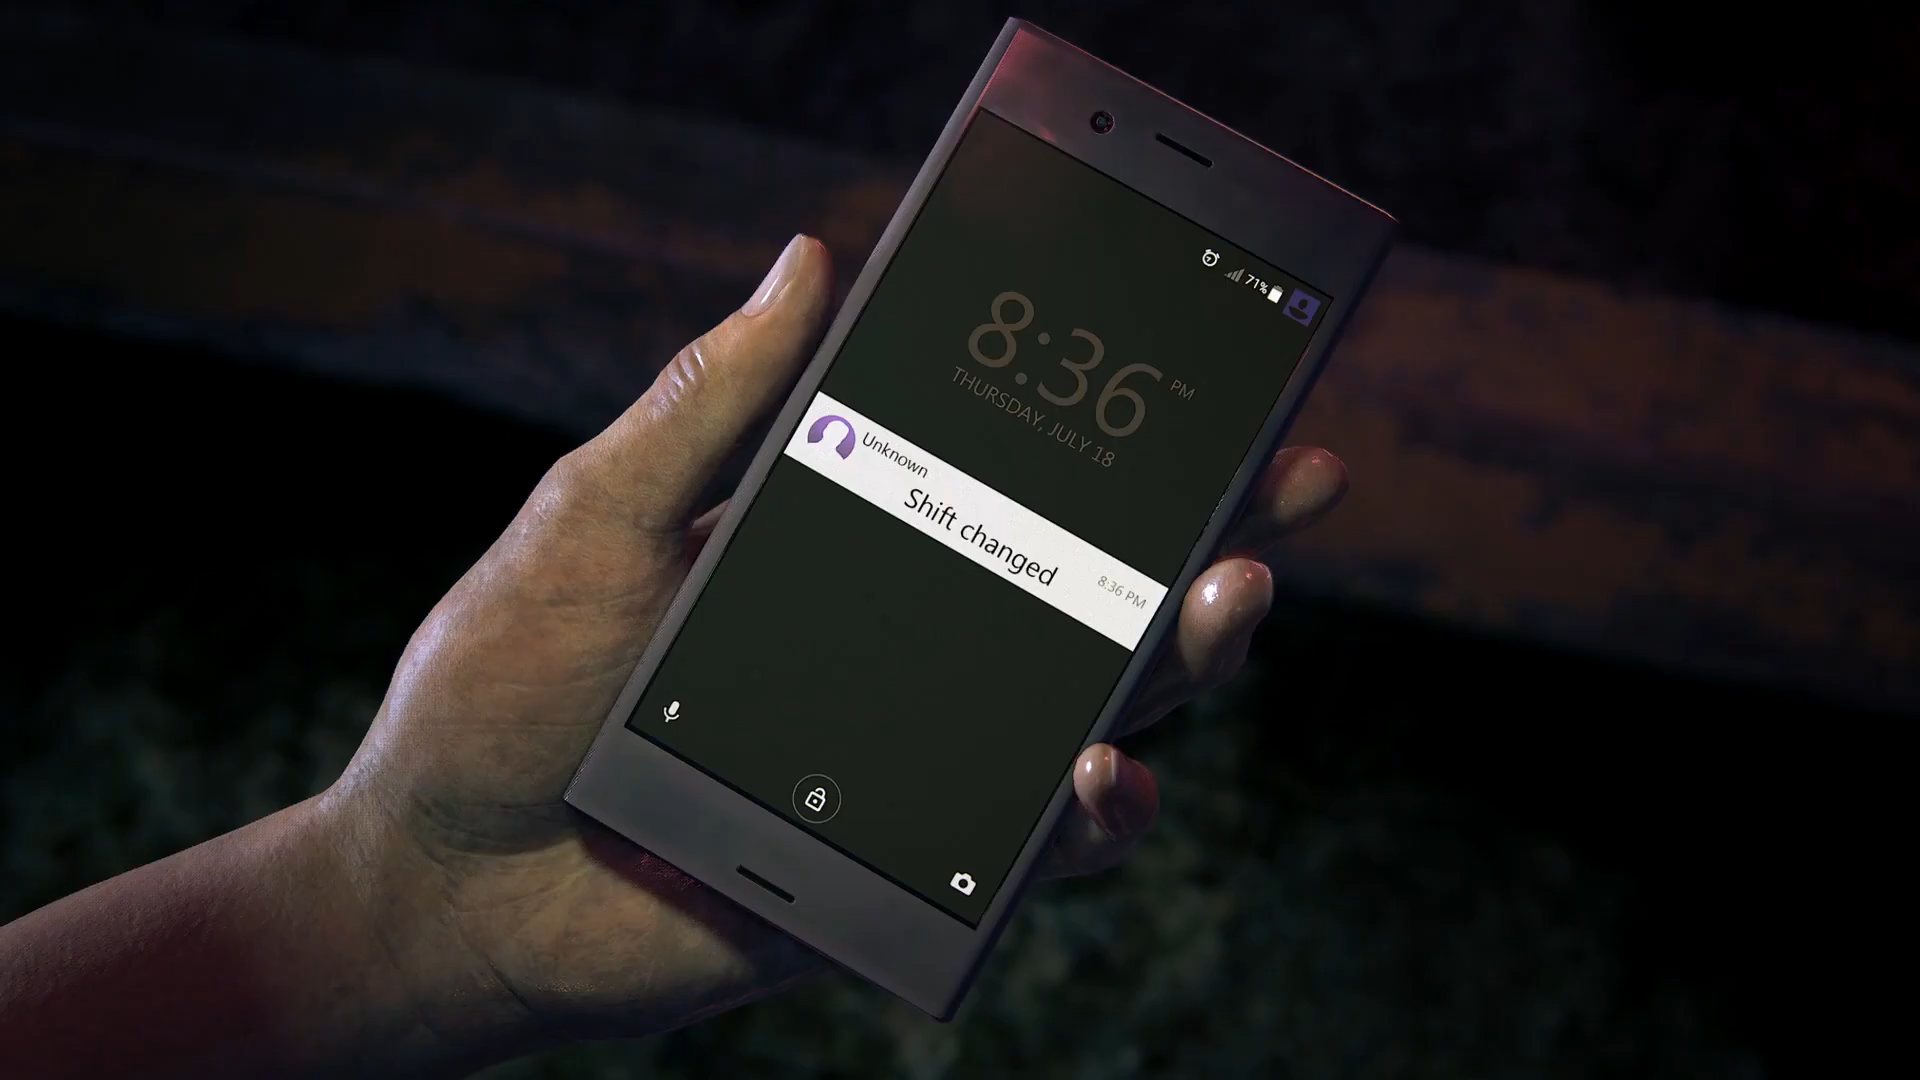 71%
8:36 PM
THURSDAY, JULY 18
Unknown
Shift changed
8:36 PM